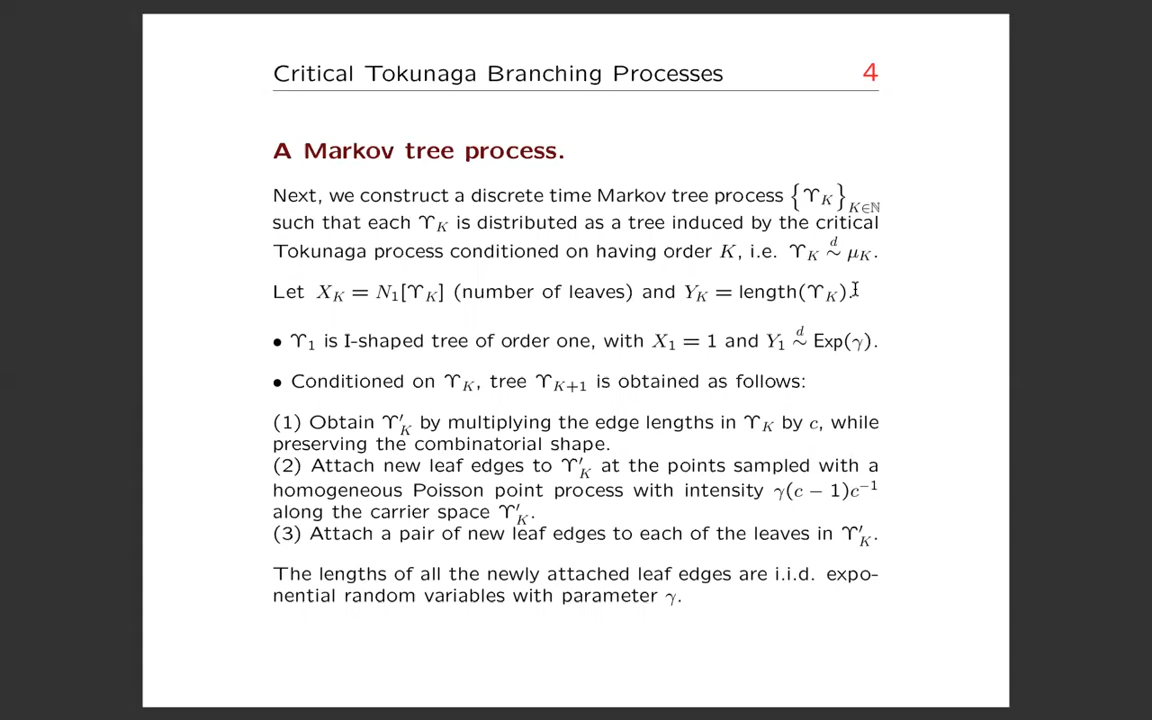 Critical Tokunaga Branching Processes 4
A Markov tree process.
Next, we construct a discrete time Markov tree process {ϒ_K}_{K∈ℕ}
such that each ϒ_K is distributed as a tree induced by the critical
Tokunaga process conditioned on having order K, i.e. ϒ_K ~^d μ_K.
Let X_K = N_1[ϒ_K] (number of leaves) and Y_K = length(ϒ_K).
• ϒ_1 is I-shaped tree of order one, with X_1 = 1 and Y_1 ~^d Exp(γ).
• Conditioned on ϒ_K, tree ϒ_{K+1} is obtained as follows:
(1) Obtain ϒ′_K by multiplying the edge lengths in ϒ_K by c, while
preserving the combinatorial shape.
(2) Attach new leaf edges to ϒ′_K at the points sampled with a
homogeneous Poisson point process with intensity γ(c − 1)c^{−1}
along the carrier space ϒ′_K.
(3) Attach a pair of new leaf edges to each of the leaves in ϒ′_K.
The lengths of all the newly attached leaf edges are i.i.d. expo-
nential random variables with parameter γ.